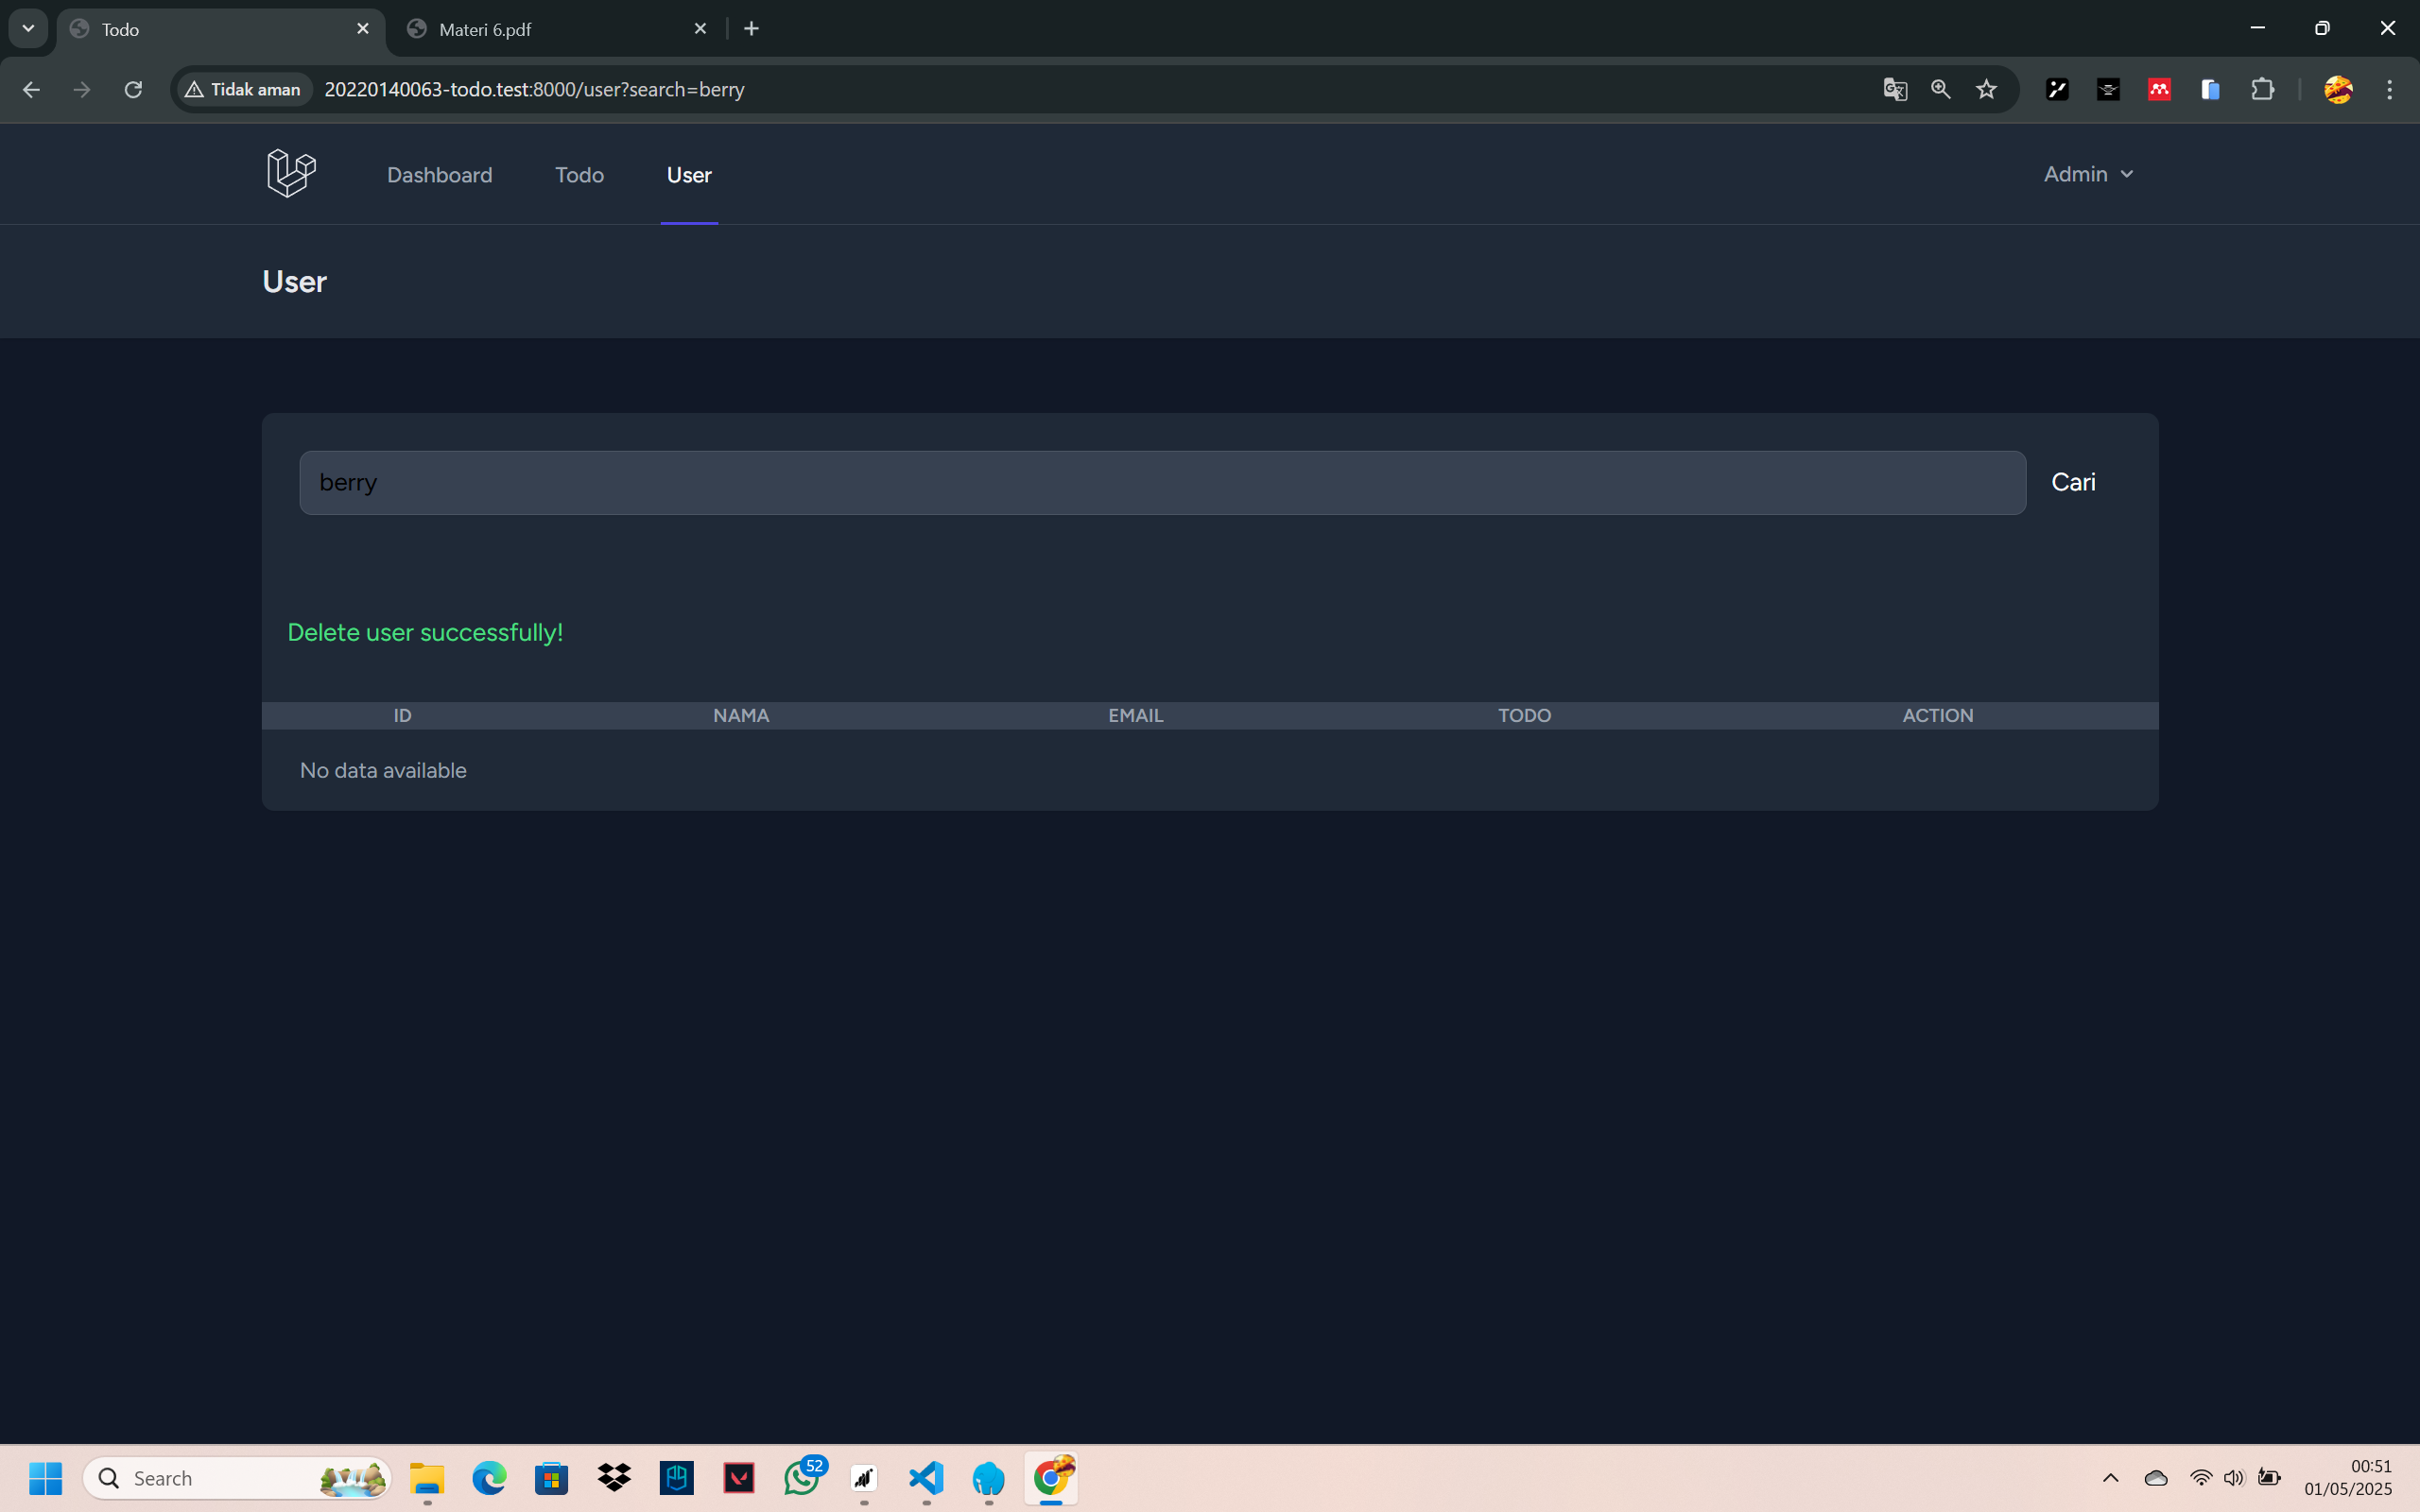 Todo
Materi 6.pdf
Tidak aman
20220140063-todo.test:8000/user?search=berry
Dashboard
Todo
User
Admin
User
berry
Cari
Delete user successfully!
ID NAMA EMAIL TODO ACTION
No data available
Search
52
00:51
01/05/2025